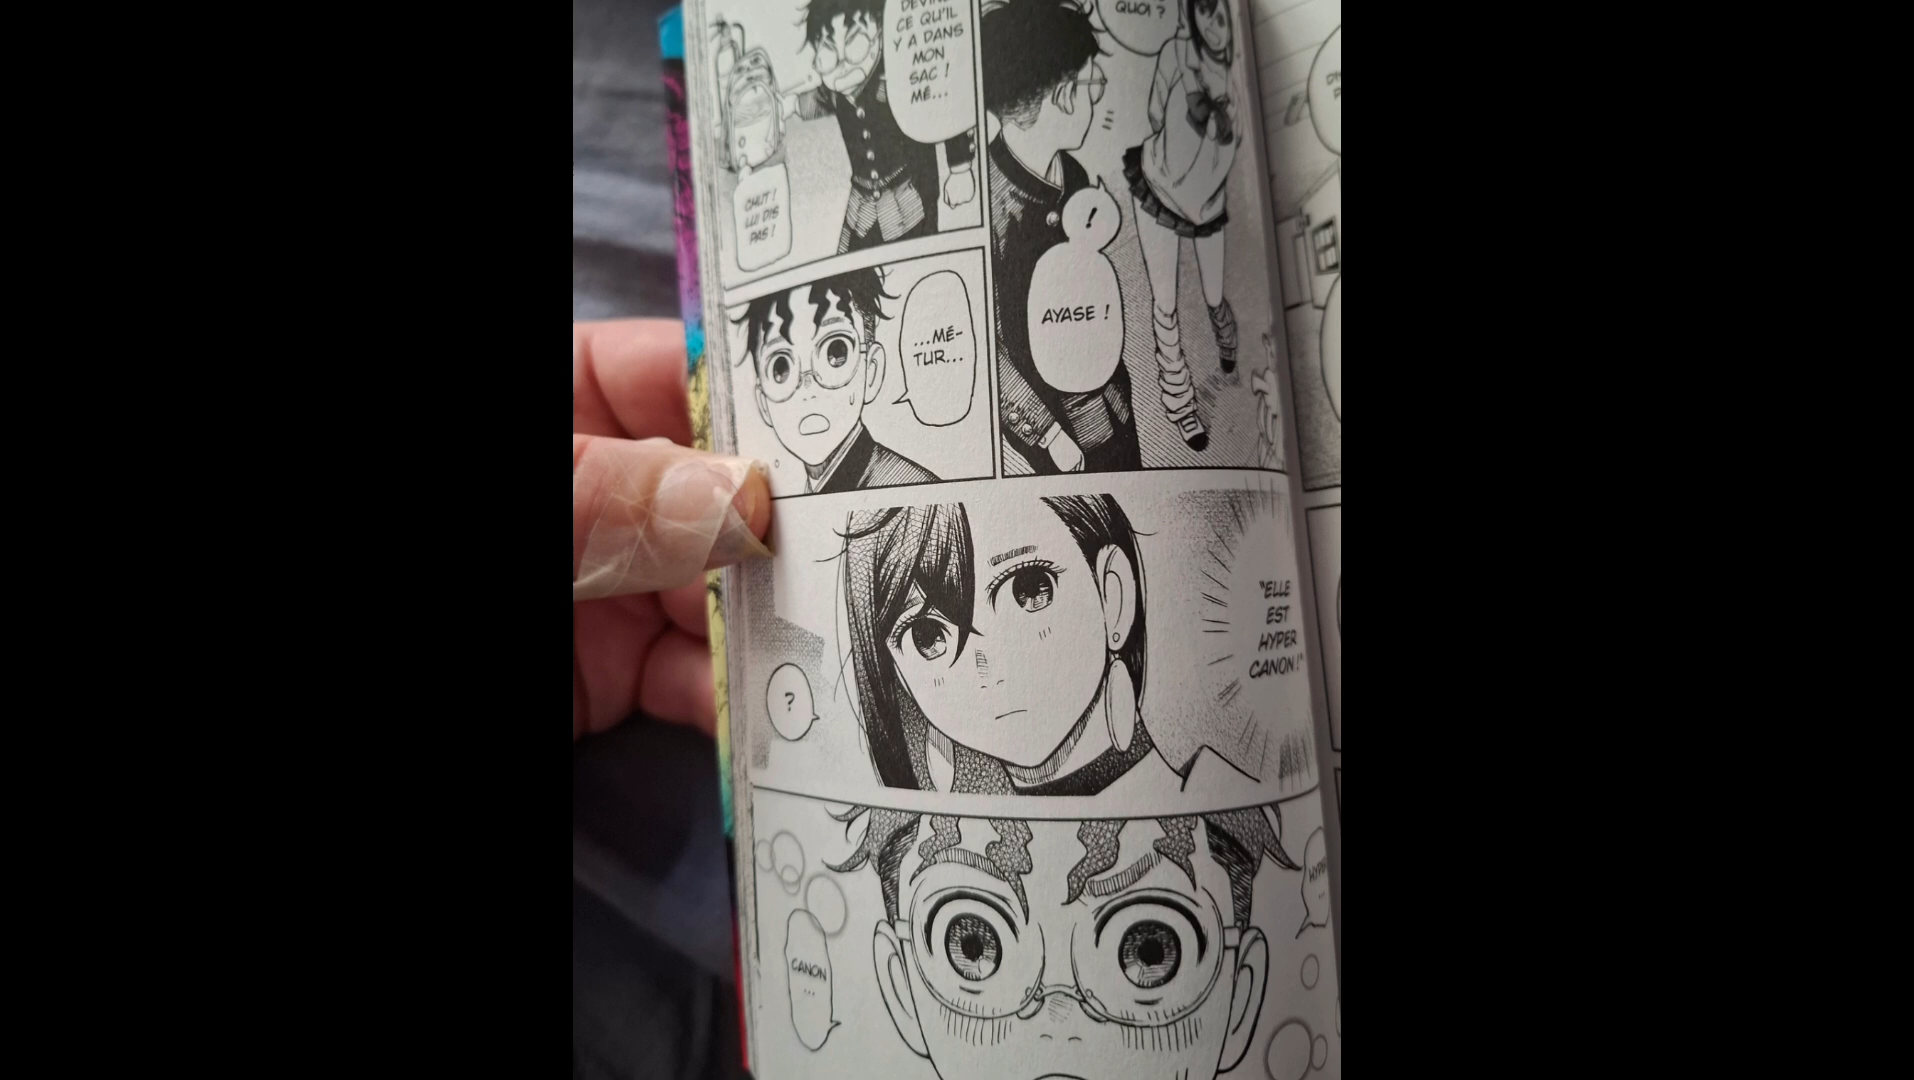 QUOI ?
DEVINE
CE QU'IL
Y A DANS
MON
SAC !
MÉ...
CHUT !
LUI DIS
PAS !
!
AYASE !
...MÉ-
TUR...
"ELLE
EST
HYPER
CANON !"
?
HYPER
...
CANON
...